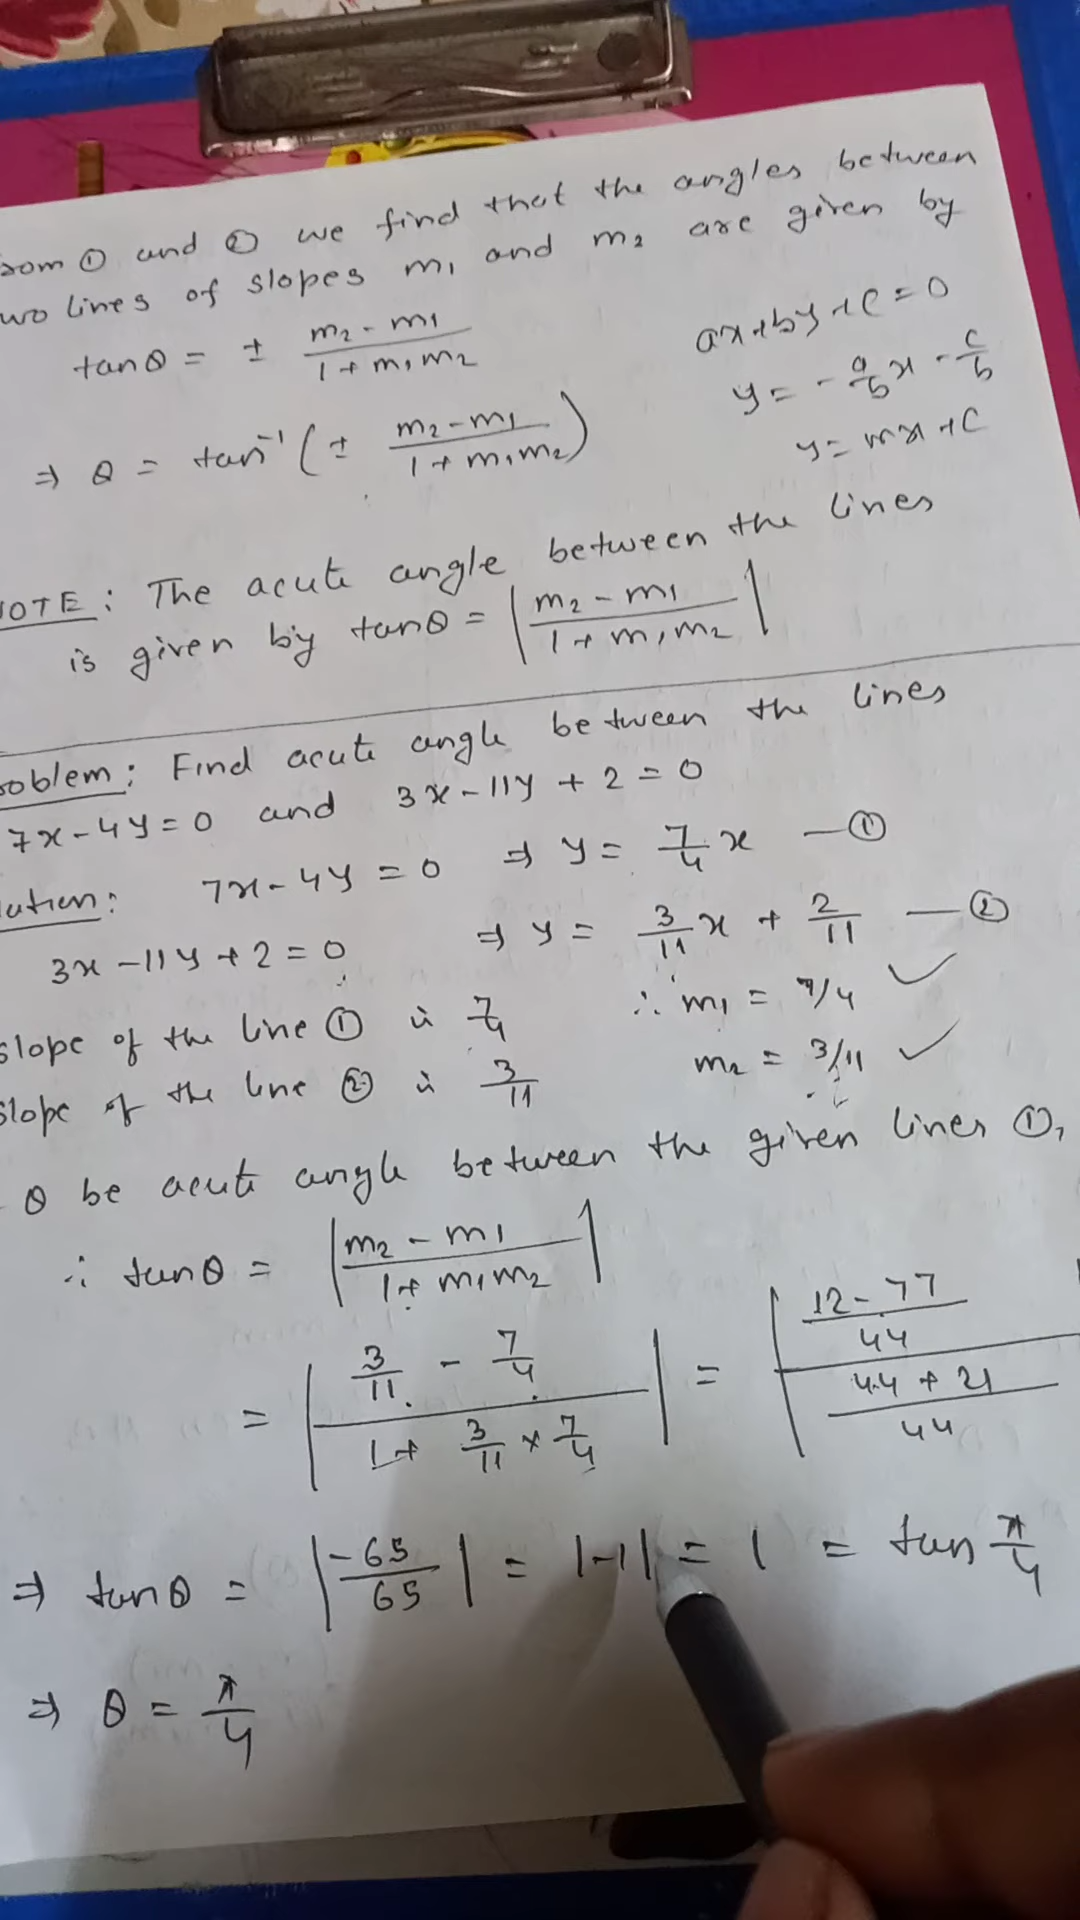 ① and ② we find that the angles between
lines of slopes m₁ and m₂ are given by
tanθ = ± (m₂ - m₁)/(1 + m₁m₂)
ax+by+c=0
y = -a/b x - c/b
⇒ θ = tan⁻¹(± (m₂-m₁)/(1+m₁m₂))
y = mx+c
: The acute angle between the lines
is given by tanθ = |(m₂-m₁)/(1+m₁m₂)|
: Find acute angle between the lines
7x-4y=0 and 3x-11y+2=0
: 7x-4y=0 ⇒ y = 7/4 x —①
3x-11y+2=0 ⇒ y = 3/11 x + 2/11 —②
slope of the line ① is 7/4 ∴ m₁ = 7/4 ✓
slope of the line ② is 3/11 m₂ = 3/11 ✓
θ be acute angle between the given lines ①,
∴ tanθ = |(m₂-m₁)/(1+m₁m₂)|
= |(3/11 - 7/4)/(1 + 3/11 × 7/4)| = |((12-77)/44)/((44+21)/44)|
⇒ tanθ = |-65/65| = |-1| = 1 = tan π/4
⇒ θ = π/4